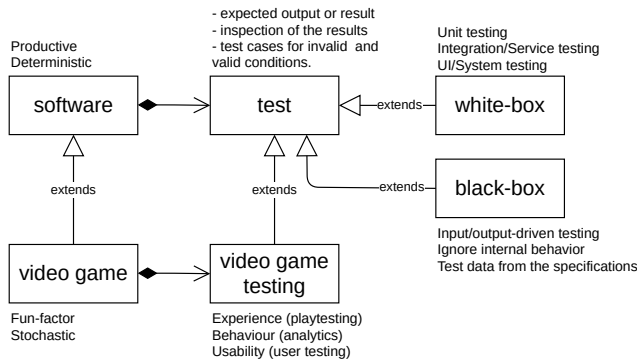 - expected output or result
- inspection of the results
- test cases for invalid and
valid conditions.
Productive
Deterministic
Unit testing
Integration/Service testing
UI/System testing
software
test
extends
white-box
extends
extends
extends
black-box
Input/output-driven testing
Ignore internal behavior
Test data from the specifications
video game
video game
testing
Fun-factor
Stochastic
Experience (playtesting)
Behaviour (analytics)
Usability (user testing)